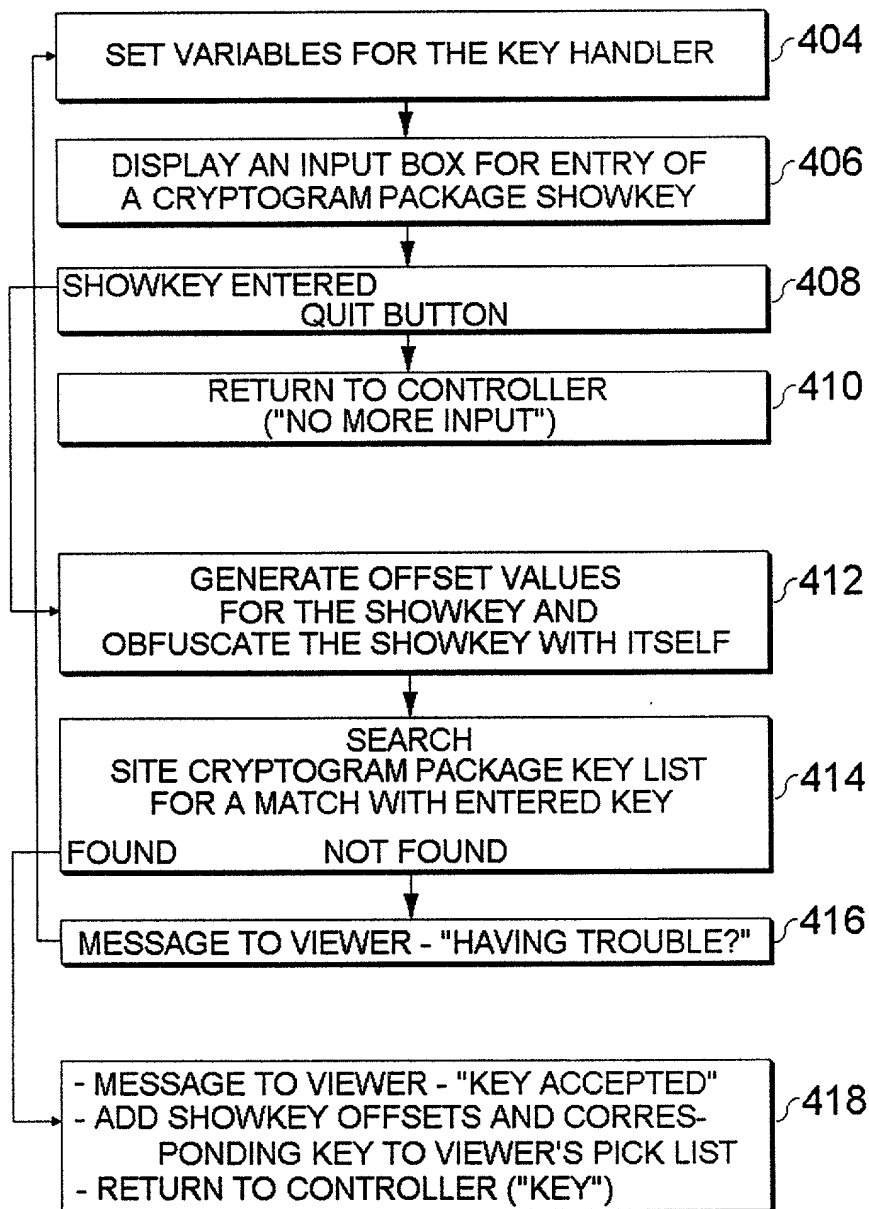 SET VARIABLES FOR THE KEY HANDLER
404
DISPLAY AN INPUT BOX FOR ENTRY OF
A CRYPTOGRAM PACKAGE SHOWKEY
406
SHOWKEY ENTERED
QUIT BUTTON
408
RETURN TO CONTROLLER
("NO MORE INPUT")
410
GENERATE OFFSET VALUES
FOR THE SHOWKEY AND
OBFUSCATE THE SHOWKEY WITH ITSELF
412
SEARCH
SITE CRYPTOGRAM PACKAGE KEY LIST
FOR A MATCH WITH ENTERED KEY
414
FOUND NOT FOUND
MESSAGE TO VIEWER - "HAVING TROUBLE?"
416
- MESSAGE TO VIEWER - "KEY ACCEPTED"
- ADD SHOWKEY OFFSETS AND CORRES-
PONDING KEY TO VIEWER'S PICK LIST
- RETURN TO CONTROLLER ("KEY")
418